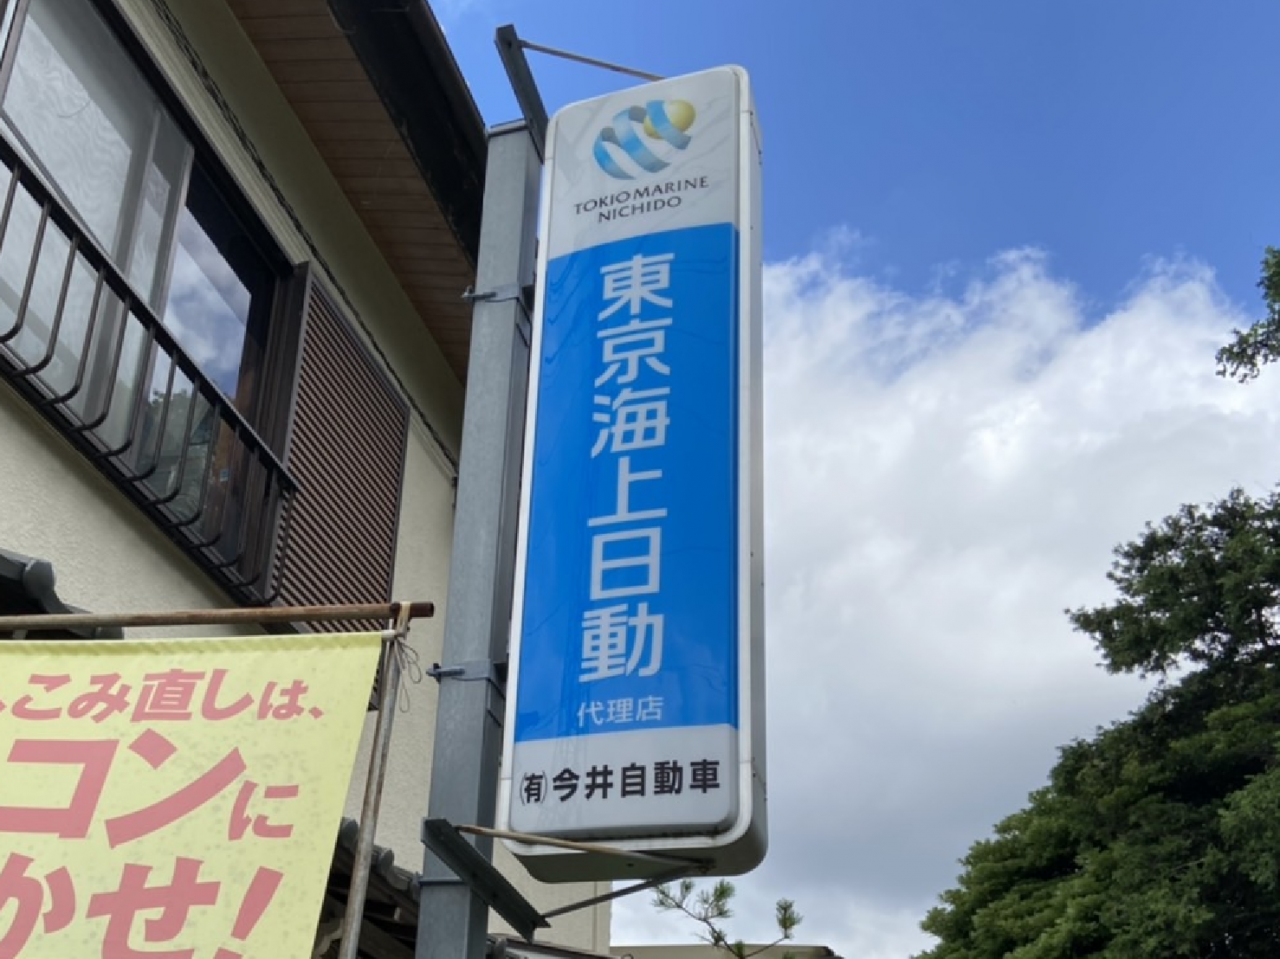 TOKIO MARINE
NICHIDO
東京海上日動
代理店
(有)今井自動車
こみ直しは、
コンに
かせ!